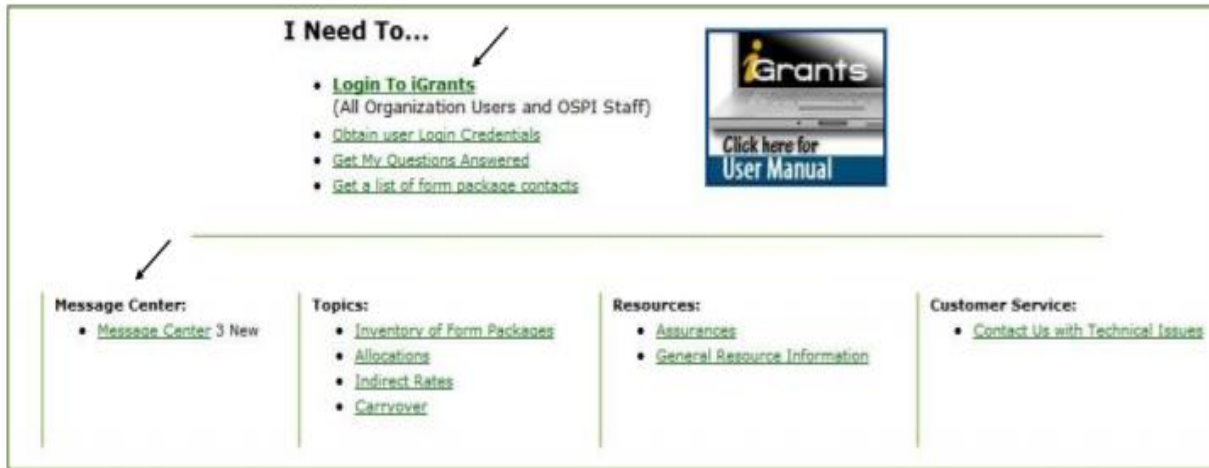 I Need To...
• Login To iGrants
(All Organization Users and OSPI Staff)
• Obtain user Login Credentials
• Get My Questions Answered
• Get a list of form package contacts
iGrants
Click here for
User Manual
Message Center:
• Message Center 3 New
Topics:
• Inventory of Form Packages
• Allocations
• Indirect Rates
• Carryover
Resources:
• Assurances
• General Resource Information
Customer Service:
• Contact Us with Technical Issues